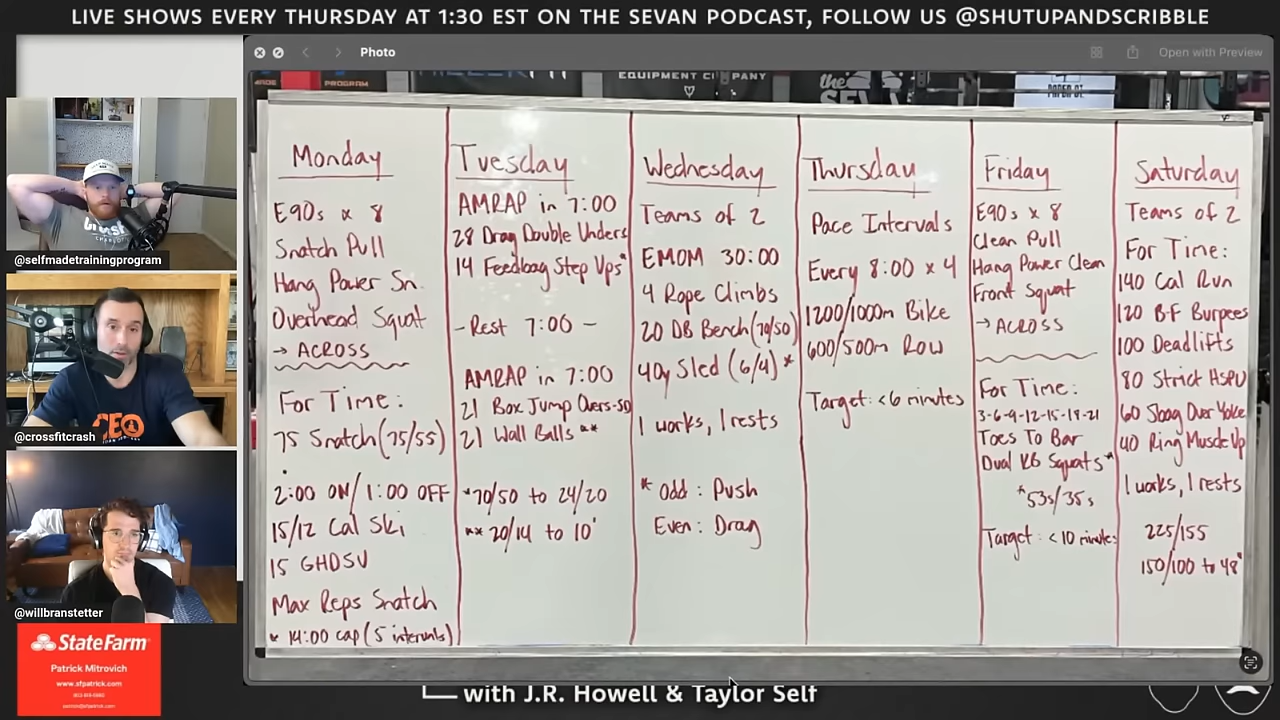 LIVE SHOWS EVERY THURSDAY AT 1:30 EST ON THE SEVAN PODCAST, FOLLOW US @SHUTUPANDSCRIBBLE
Photo
Open with Preview
PROGRAM
EQUIPMENT COMPANY
the
Monday
E90s x 8
Snatch Pull
Hang Power Sn.
Overhead Squat
→ ACROSS
For Time:
75 Snatch (75/55)
2:00 ON/1:00 OFF
15/12 Cal Ski
15 GHDSU
Max Reps Snatch
* 14:00 cap (5 intervals)
Tuesday
AMRAP in 7:00
28 Drag Double Unders
14 Feedbag Step Ups*
- Rest 7:00 -
AMRAP in 7:00
21 Box Jump Overs-
21 Wall Balls **
*70/50 to 24/20
** 20/14 to 10'
Wednesday
Teams of 2
EMOM 30:00
4 Rope Climbs
20 DB Bench (70/50)
40y Sled (6/4) *
1 works, 1 rests
* Odd : Push
Even : Drag
Thursday
Pace Intervals
Every 8:00 x 4
1200/1000m Bike
600/500m Row
Target: <6 minutes
Friday
E90s x 8
Clean Pull
Hang Power Clean
Front Squat
→ ACROSS
For Time:
3-6-9-12-15-18-21
Toes To Bar
Dual KB Squats*
*53s/35s
Target: <10 minutes
Saturday
Teams of 2
For Time:
140 Cal Run
120 B-F Burpees
100 Deadlifts
80 Strict HSPU
60 Over Yoke
40 Ring Muscle Up
1 works, 1 rests
225/155
150/100 to 48"
@selfmadetrainingprogram
CEO
@crossfitcrash
@willbranstetter
StateFarm
Patrick Mitrovich
www.sfpatrick.com
with J.R. Howell & Taylor Self